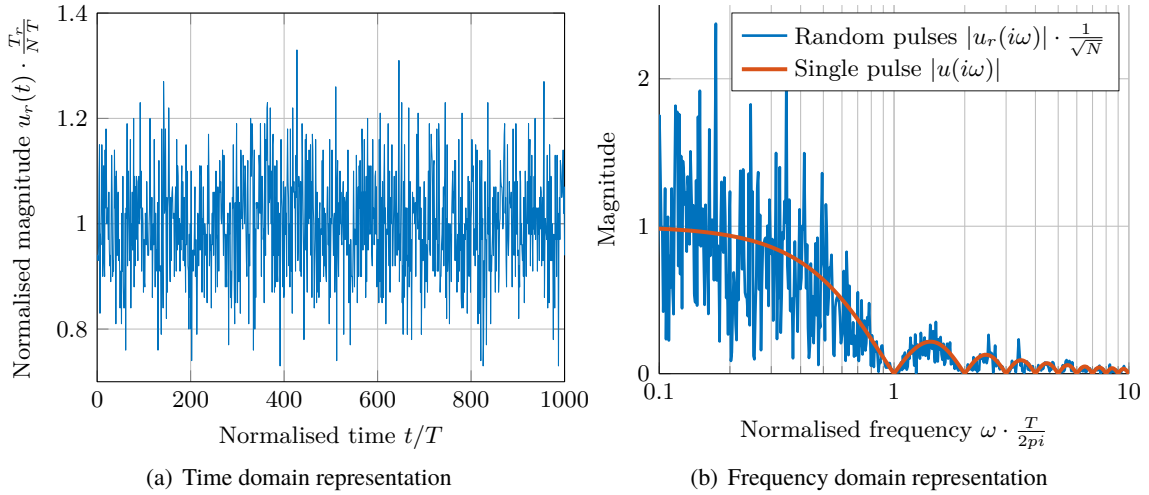 1.4
1.2
1
0.8
0
200
400
600
800
1000
Normalised magnitude u_r(t) · T_r/(N T)
Normalised time t/T
(a) Time domain representation
Random pulses |u_r(iω)| · 1/√N
Single pulse |u(iω)|
2
1
0
0.1
1
10
Magnitude
Normalised frequency ω · T/2pi
(b) Frequency domain representation